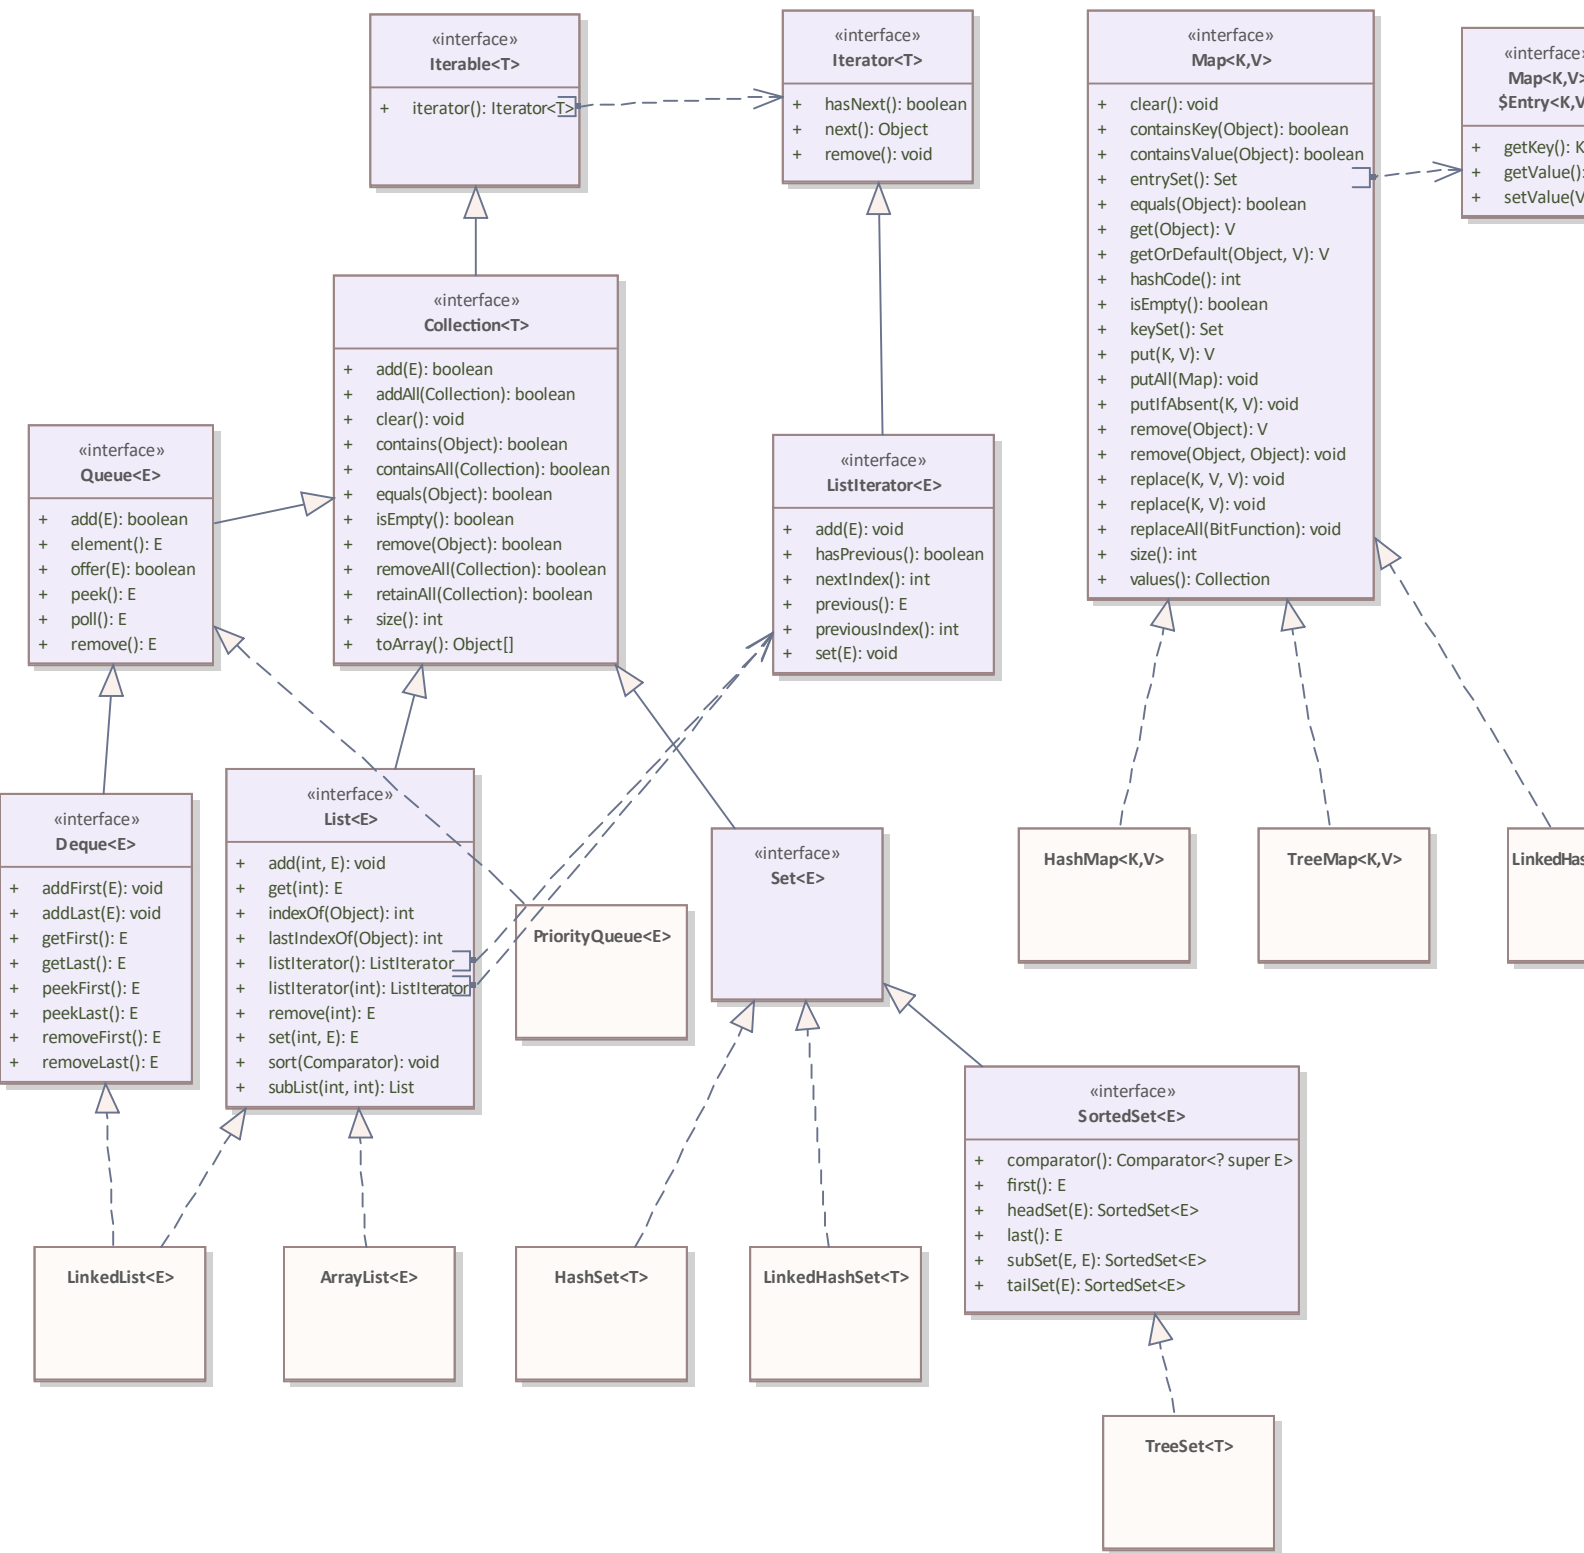 «interface»
Iterable<T>
+ iterator(): Iterator<T>
«interface»
Iterator<T>
+ hasNext(): boolean
+ next(): Object
+ remove(): void
«interface»
Map<K,V>
+ clear(): void
+ containsKey(Object): boolean
+ containsValue(Object): boolean
+ entrySet(): Set
+ equals(Object): boolean
+ get(Object): V
+ getOrDefault(Object, V): V
+ hashCode(): int
+ isEmpty(): boolean
+ keySet(): Set
+ put(K, V): V
+ putAll(Map): void
+ putIfAbsent(K, V): void
+ remove(Object): V
+ remove(Object, Object): void
+ replace(K, V, V): void
+ replace(K, V): void
+ replaceAll(BitFunction): void
+ size(): int
+ values(): Collection
«interface»
Map<K,V>
$Entry<K,V
+ getKey(): K
+ getValue():
+ setValue(V
«interface»
Collection<T>
+ add(E): boolean
+ addAll(Collection): boolean
+ clear(): void
+ contains(Object): boolean
+ containsAll(Collection): boolean
+ equals(Object): boolean
+ isEmpty(): boolean
+ remove(Object): boolean
+ removeAll(Collection): boolean
+ retainAll(Collection): boolean
+ size(): int
+ toArray(): Object[]
«interface»
Queue<E>
+ add(E): boolean
+ element(): E
+ offer(E): boolean
+ peek(): E
+ poll(): E
+ remove(): E
«interface»
ListIterator<E>
+ add(E): void
+ hasPrevious(): boolean
+ nextIndex(): int
+ previous(): E
+ previousIndex(): int
+ set(E): void
«interface»
Deque<E>
+ addFirst(E): void
+ addLast(E): void
+ getFirst(): E
+ getLast(): E
+ peekFirst(): E
+ peekLast(): E
+ removeFirst(): E
+ removeLast(): E
«interface»
List<E>
+ add(int, E): void
+ get(int): E
+ indexOf(Object): int
+ lastIndexOf(Object): int
+ listIterator(): ListIterator
+ listIterator(int): ListIterator
+ remove(int): E
+ set(int, E): E
+ sort(Comparator): void
+ subList(int, int): List
PriorityQueue<E>
«interface»
Set<E>
HashMap<K,V>
TreeMap<K,V>
LinkedHas
«interface»
SortedSet<E>
+ comparator(): Comparator<? super E>
+ first(): E
+ headSet(E): SortedSet<E>
+ last(): E
+ subSet(E, E): SortedSet<E>
+ tailSet(E): SortedSet<E>
LinkedList<E>
ArrayList<E>
HashSet<T>
LinkedHashSet<T>
TreeSet<T>